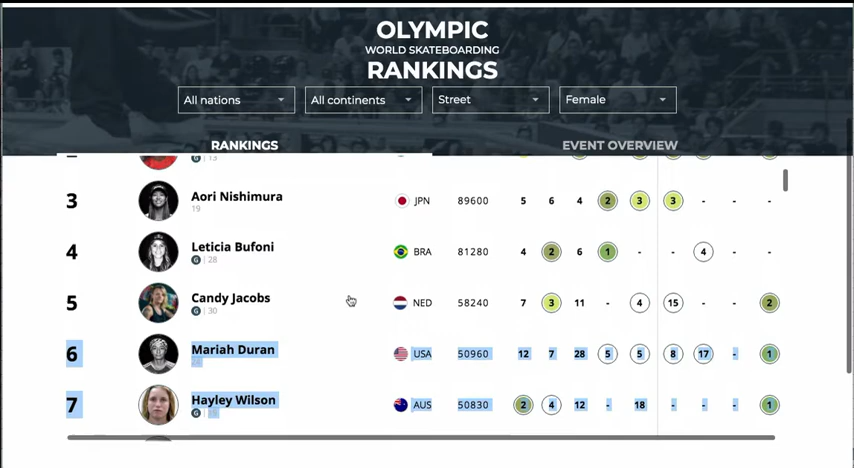 OLYMPIC
WORLD SKATEBOARDING
RANKINGS
All nations All continents Street Female
RANKINGS EVENT OVERVIEW
G | 13
3 Aori Nishimura JPN 89600 5 6 4 2 3 3 - - -
19
4 Leticia Bufoni BRA 81280 4 2 6 1 - - 4 - -
G | 28
5 Candy Jacobs NED 58240 7 3 11 - 4 15 - - 2
G | 30
6 Mariah Duran USA 50960 12 7 28 5 5 8 17 - 1
7 Hayley Wilson AUS 50830 2 4 12 - 18 - - - 1
G